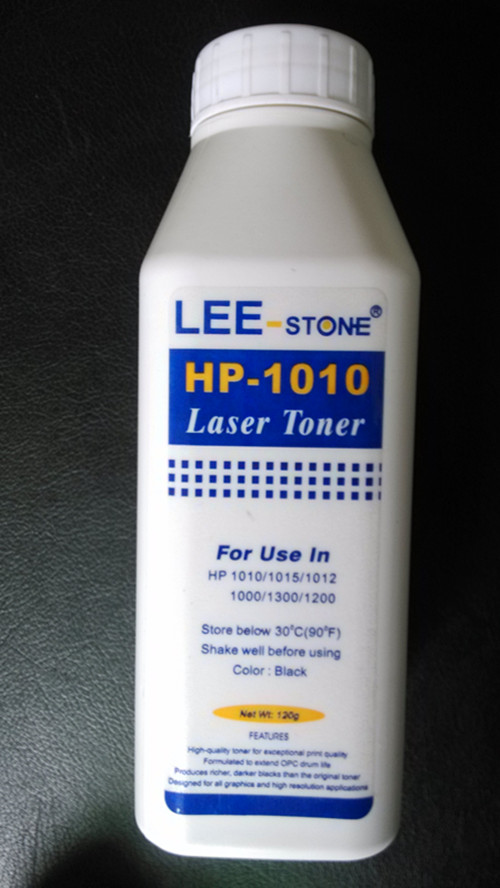 LEE-STONE®
HP-1010
Laser Toner
For Use In
HP 1010/1015/1012
1000/1300/1200
Store below 30°C(90°F)
Shake well before using
Color : Black
Net Wt: 120g
FEATURES
High-quality toner for exceptional print quality
Formulated to extend OPC drum life
Produces richer, darker blacks than the original toner
Designed for all graphics and high resolution applications